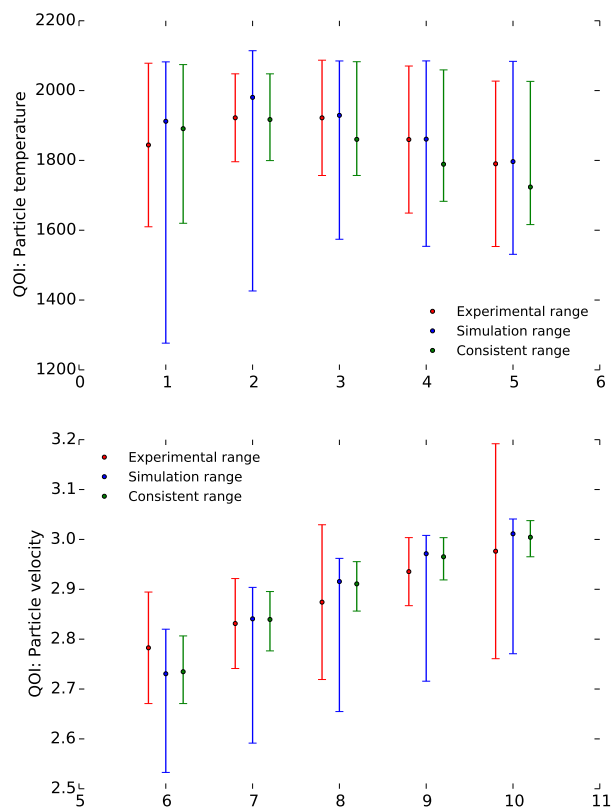 2200
2000
1800
1600
1400
1200
QOI: Particle temperature
Experimental range
Simulation range
Consistent range
0 1 2 3 4 5 6
3.2
3.1
3.0
2.9
2.8
2.7
2.6
2.5
QOI: Particle velocity
Experimental range
Simulation range
Consistent range
5 6 7 8 9 10 11